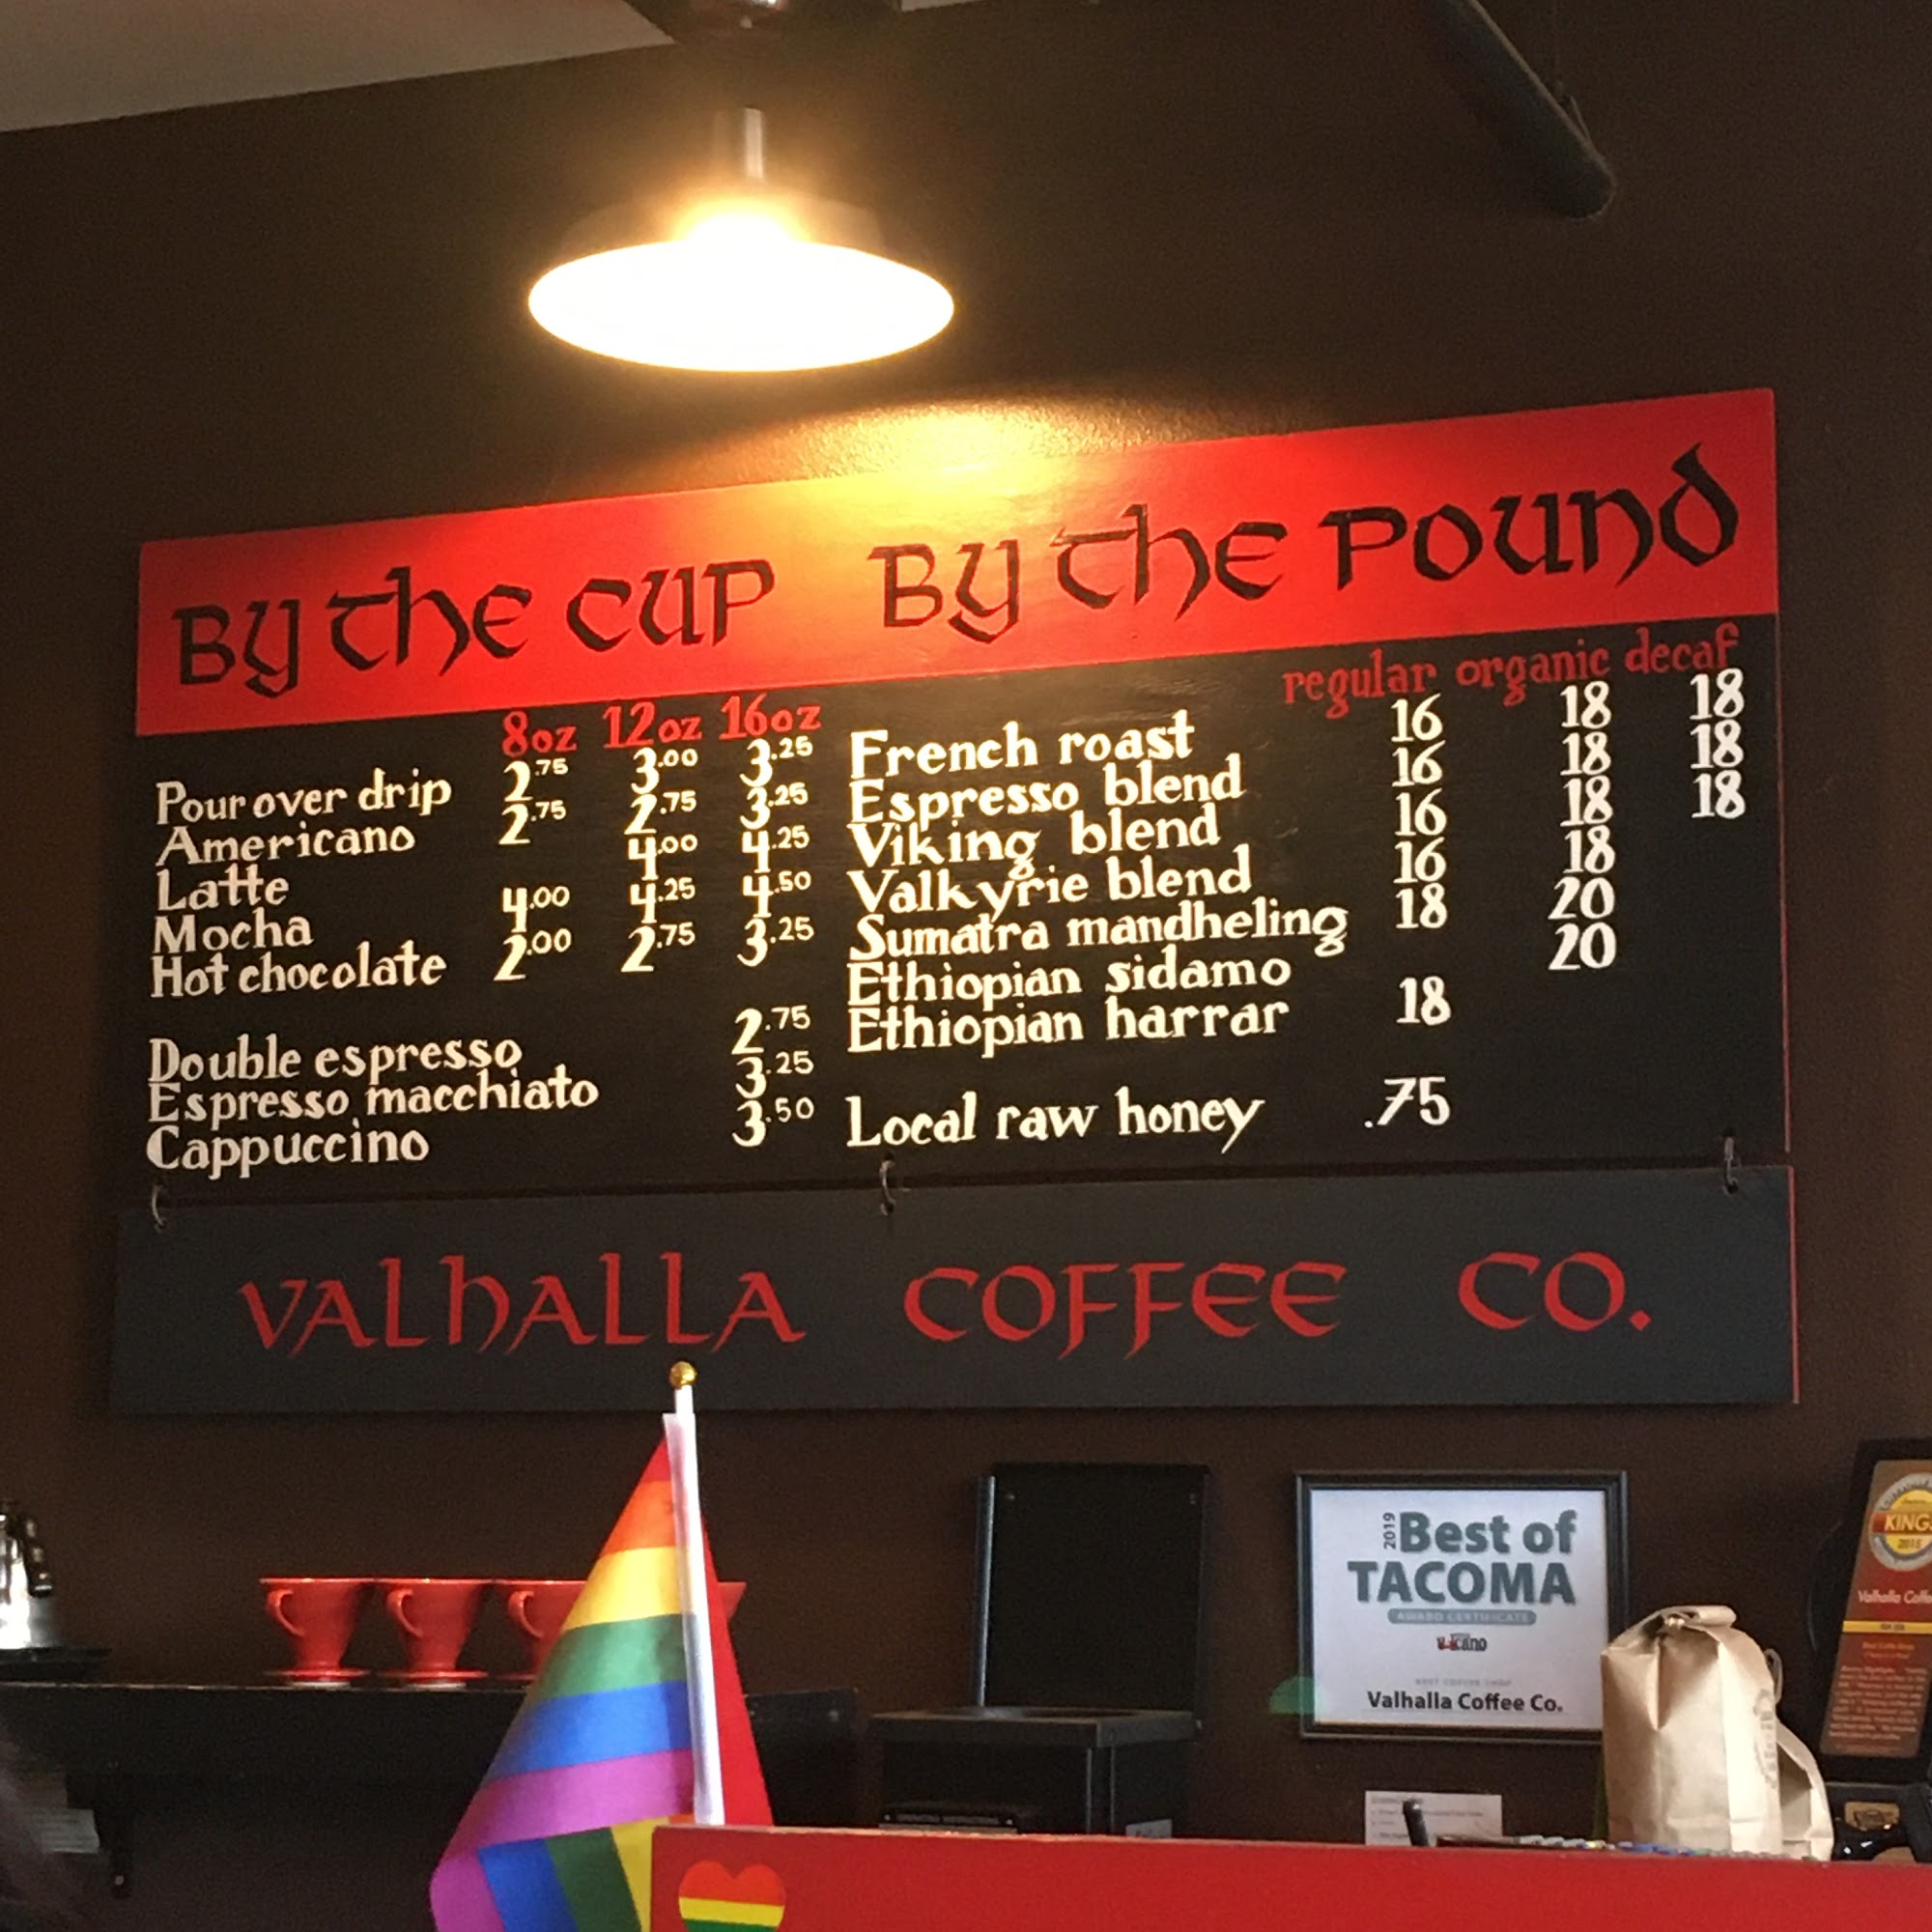 By the Cup
8oz 12oz 16oz
Pour over drip 2.75 3.00 3.25
Americano 2.75 2.75 3.25
Latte 4.00 4.25
Mocha 4.00 4.25 4.50
Hot chocolate 2.00 2.75 3.25
Double espresso 2.75
Espresso macchiato 3.25
Cappuccino 3.50
By the Pound
regular organic decaf
French roast 16 18 18
Espresso blend 16 18 18
Viking blend 16 18 18
Valkyrie blend 16 18
Sumatra mandheling 18 20
Ethiopian sidamo 20
Ethiopian harrar 18
Local raw honey .75
VALHALLA COFFEE CO.
2019
Best of
TACOMA
AWARD CERTIFICATE
BEST COFFEE SHOP
Valhalla Coffee Co.
KING
Valhalla